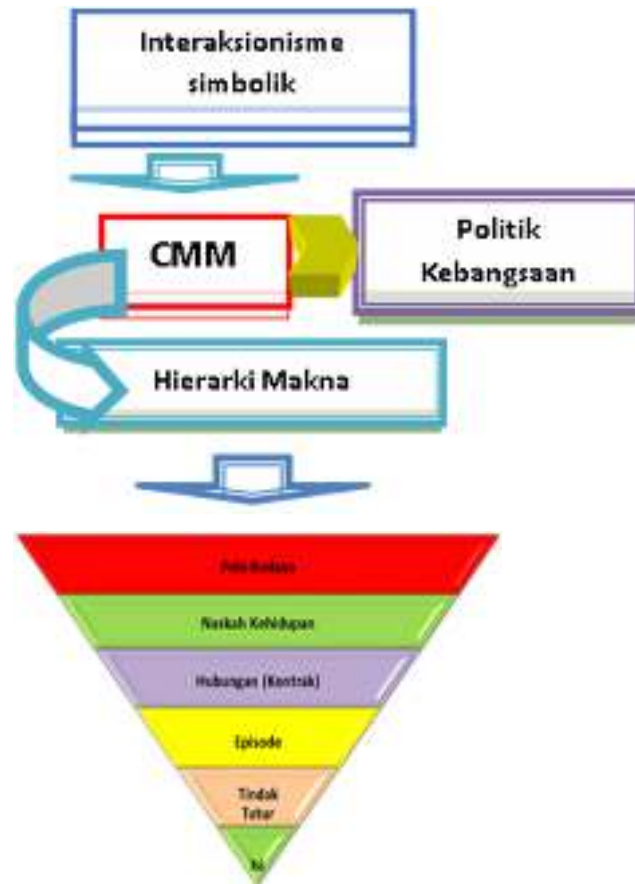 Interaksionisme
simbolik
CMM
Politik
Kebangsaan
Hierarki Makna
Naskah Kehidupan
Hubungan (Kontrak)
Episode
Tindak
Tutur